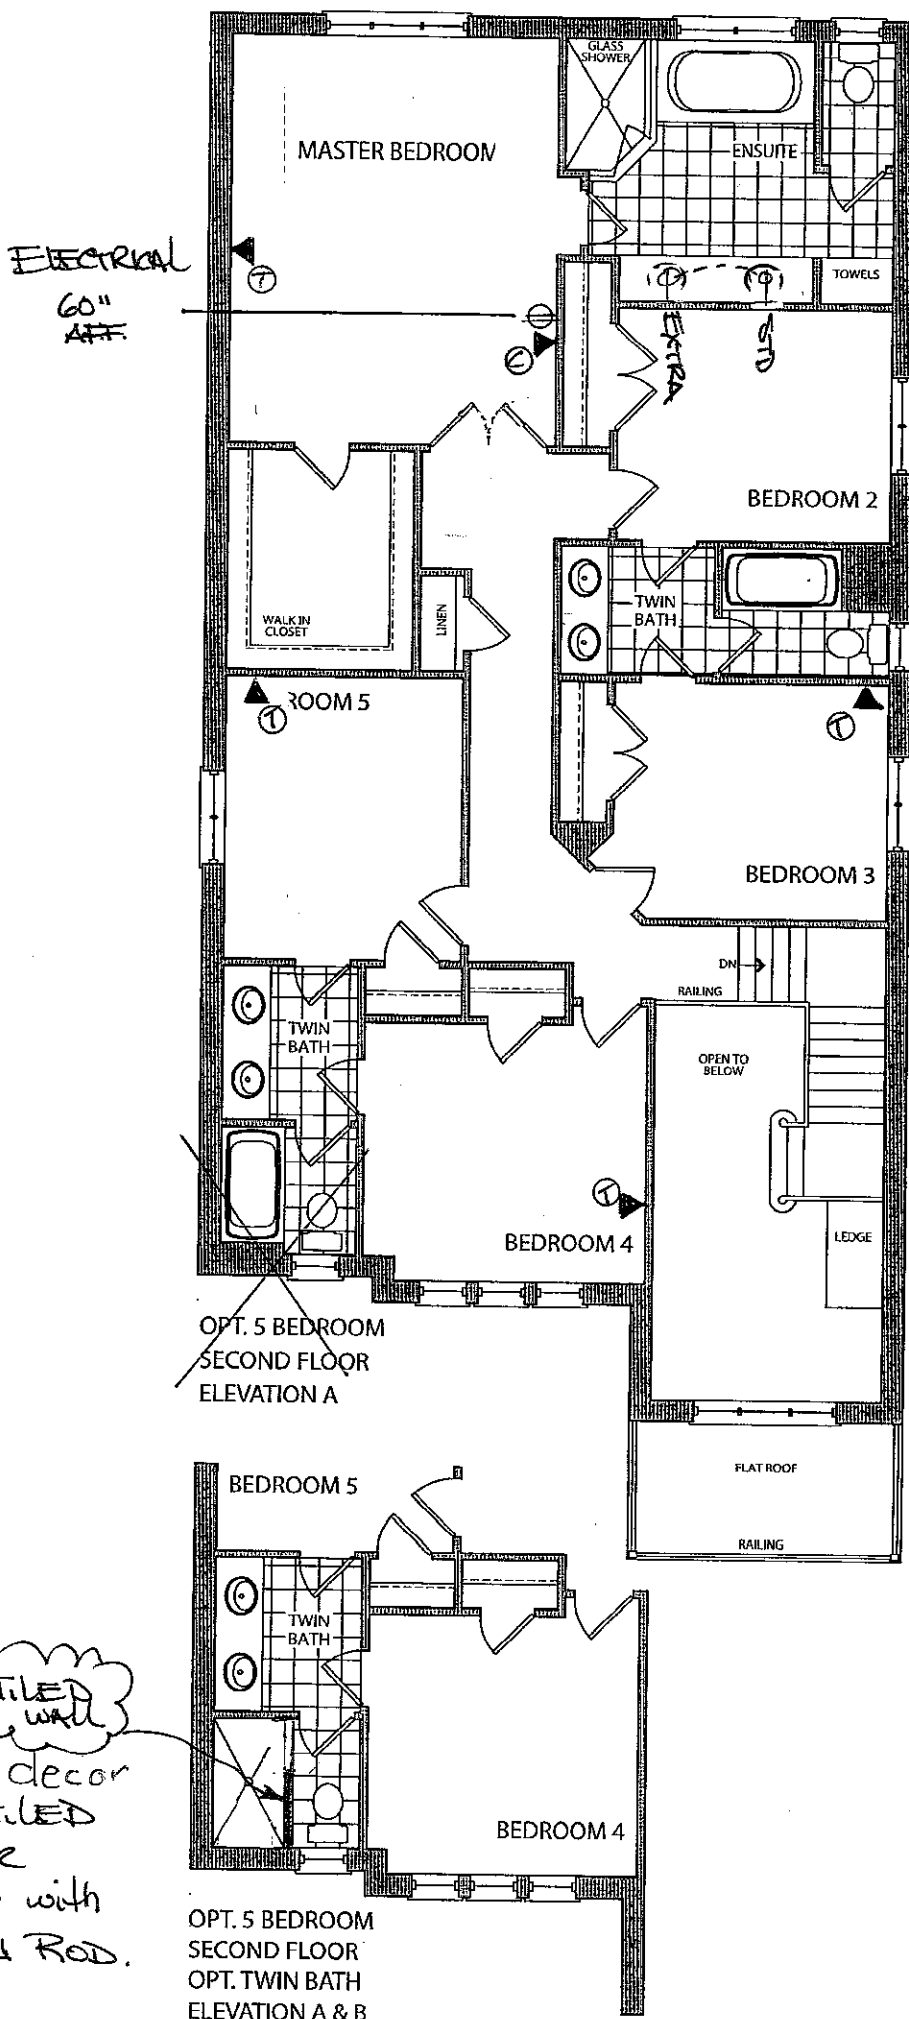 GLASS
SHOWER
MASTER BEDROOM
ENSUITE
ELECTRICAL
60"
AFF.
T
TOWELS
C
EXTRA
STD
BEDROOM 2
WALK IN
CLOSET
LINEN
TWIN
BATH
ROOM 5
T
T
BEDROOM 3
DN
RAILING
TWIN
BATH
OPEN TO
BELOW
T
BEDROOM 4
LEDGE
OPT. 5 BEDROOM
SECOND FLOOR
ELEVATION A
FLAT ROOF
RAILING
BEDROOM 5
TWIN
BATH
TILED
WALL
decor
TILED
with
ROD.
BEDROOM 4
OPT. 5 BEDROOM
SECOND FLOOR
OPT. TWIN BATH
ELEVATION A & B